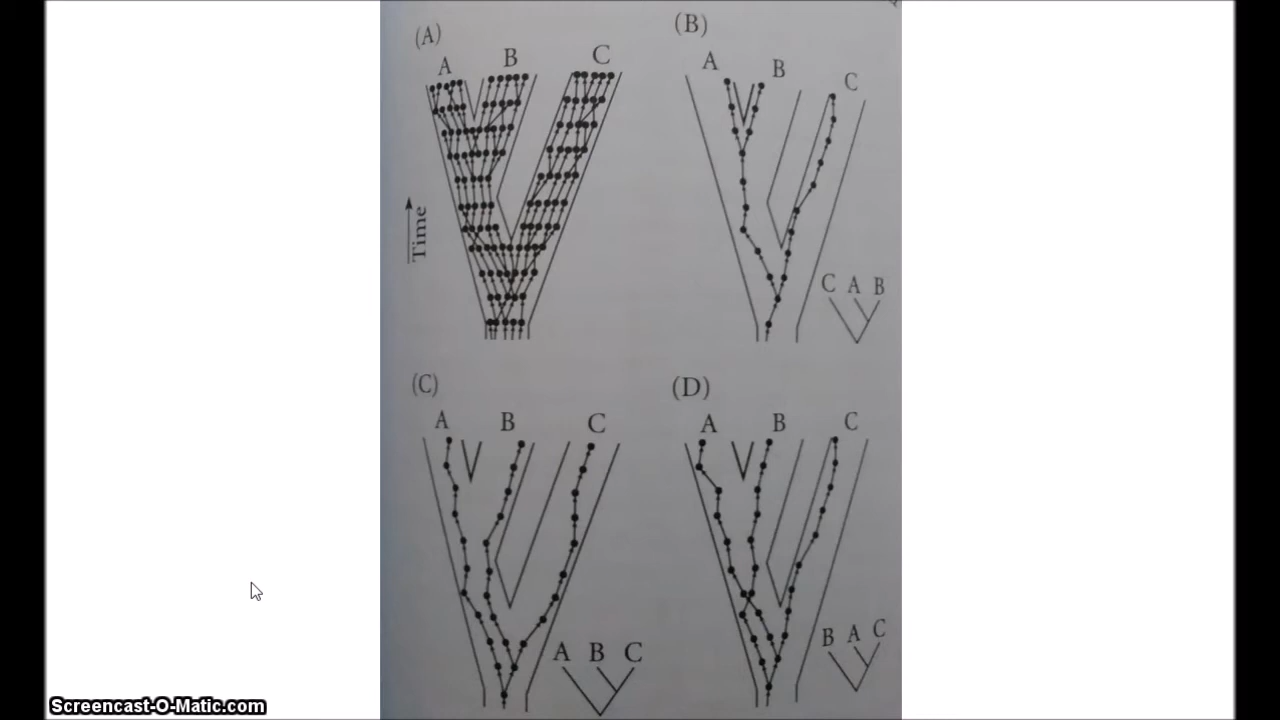 (A)
A B C
Time
(B)
A B C
C A B
(C)
A B C
A B C
(D)
A B C
B A C
Screencast-O-Matic.com